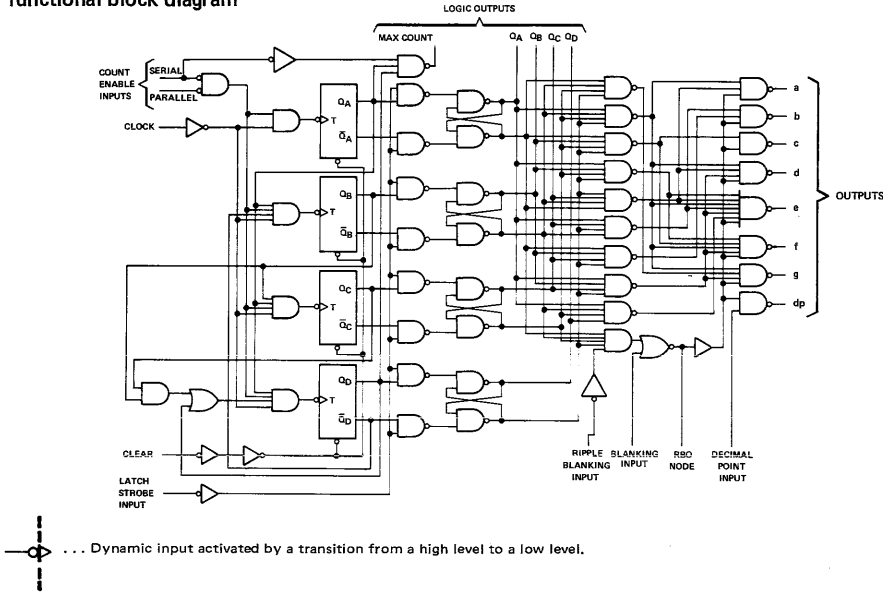 functional block diagram
LOGIC OUTPUTS
MAX COUNT
QA QB QC QD
COUNT
ENABLE
INPUTS
SERIAL
PARALLEL
CLOCK
QA
T
Q̅A
QB
T
Q̅B
QC
T
Q̅C
QD
T
Q̅D
a
b
c
d
e
f
g
dp
OUTPUTS
CLEAR
LATCH
STROBE
INPUT
RIPPLE
BLANKING
INPUT
BLANKING
INPUT
RBO
NODE
DECIMAL
POINT
INPUT
... Dynamic input activated by a transition from a high level to a low level.